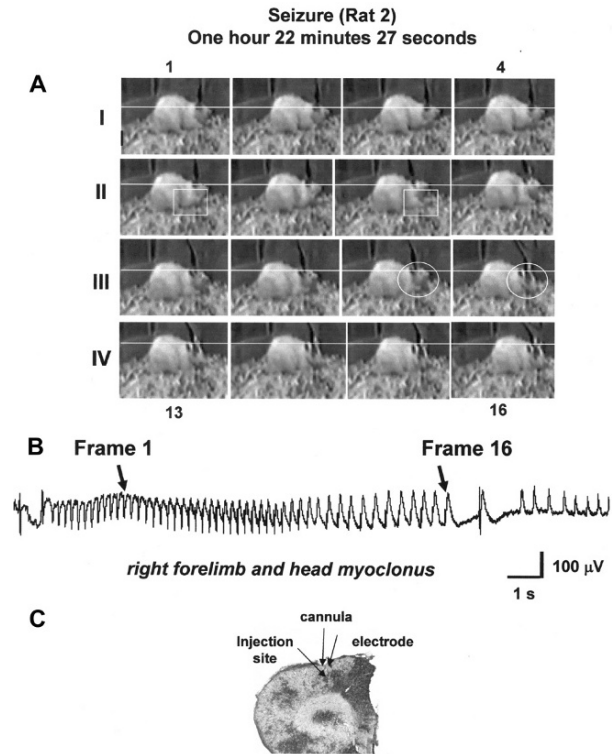 Seizure (Rat 2)
One hour 22 minutes 27 seconds
1 4
A
I
II
III
IV
13 16
B
Frame 1 Frame 16
right forelimb and head myoclonus
100 µV
1 s
C
cannula
Injection site
electrode